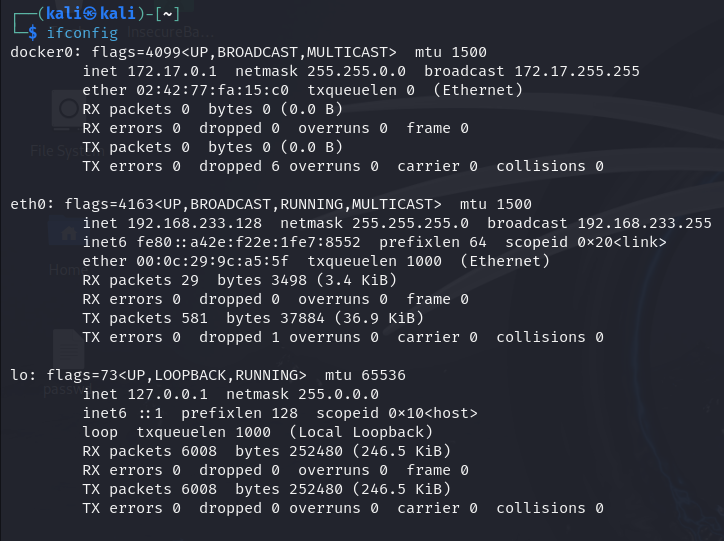 ┌──(kali㉿kali)-[~]
└─$ ifconfig
docker0: flags=4099<UP,BROADCAST,MULTICAST>  mtu 1500
        inet 172.17.0.1  netmask 255.255.0.0  broadcast 172.17.255.255
        ether 02:42:77:fa:15:c0  txqueuelen 0  (Ethernet)
        RX packets 0  bytes 0 (0.0 B)
        RX errors 0  dropped 0  overruns 0  frame 0
        TX packets 0  bytes 0 (0.0 B)
        TX errors 0  dropped 6 overruns 0  carrier 0  collisions 0

eth0: flags=4163<UP,BROADCAST,RUNNING,MULTICAST>  mtu 1500
        inet 192.168.233.128  netmask 255.255.255.0  broadcast 192.168.233.255
        inet6 fe80::a42e:f22e:1fe7:8552  prefixlen 64  scopeid 0×20<link>
        ether 00:0c:29:9c:a5:5f  txqueuelen 1000  (Ethernet)
        RX packets 29  bytes 3498 (3.4 KiB)
        RX errors 0  dropped 0  overruns 0  frame 0
        TX packets 581  bytes 37884 (36.9 KiB)
        TX errors 0  dropped 1 overruns 0  carrier 0  collisions 0

lo: flags=73<UP,LOOPBACK,RUNNING>  mtu 65536
        inet 127.0.0.1  netmask 255.0.0.0
        inet6 ::1  prefixlen 128  scopeid 0×10<host>
        loop  txqueuelen 1000  (Local Loopback)
        RX packets 6008  bytes 252480 (246.5 KiB)
        RX errors 0  dropped 0  overruns 0  frame 0
        TX packets 6008  bytes 252480 (246.5 KiB)
        TX errors 0  dropped 0 overruns 0  carrier 0  collisions 0
File System
Home